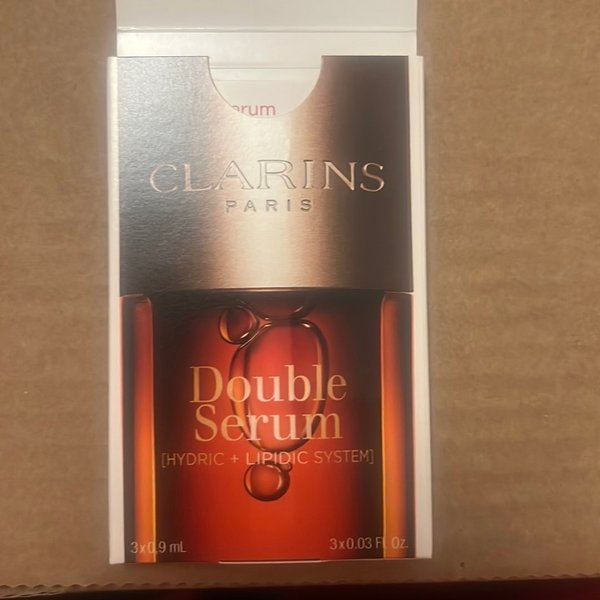 erum
CLARINS
PARIS
Double
Serum
[HYDRIC + LIPIDIC SYSTEM]
3x0,9 mL 3x0.03 Fl. Oz.